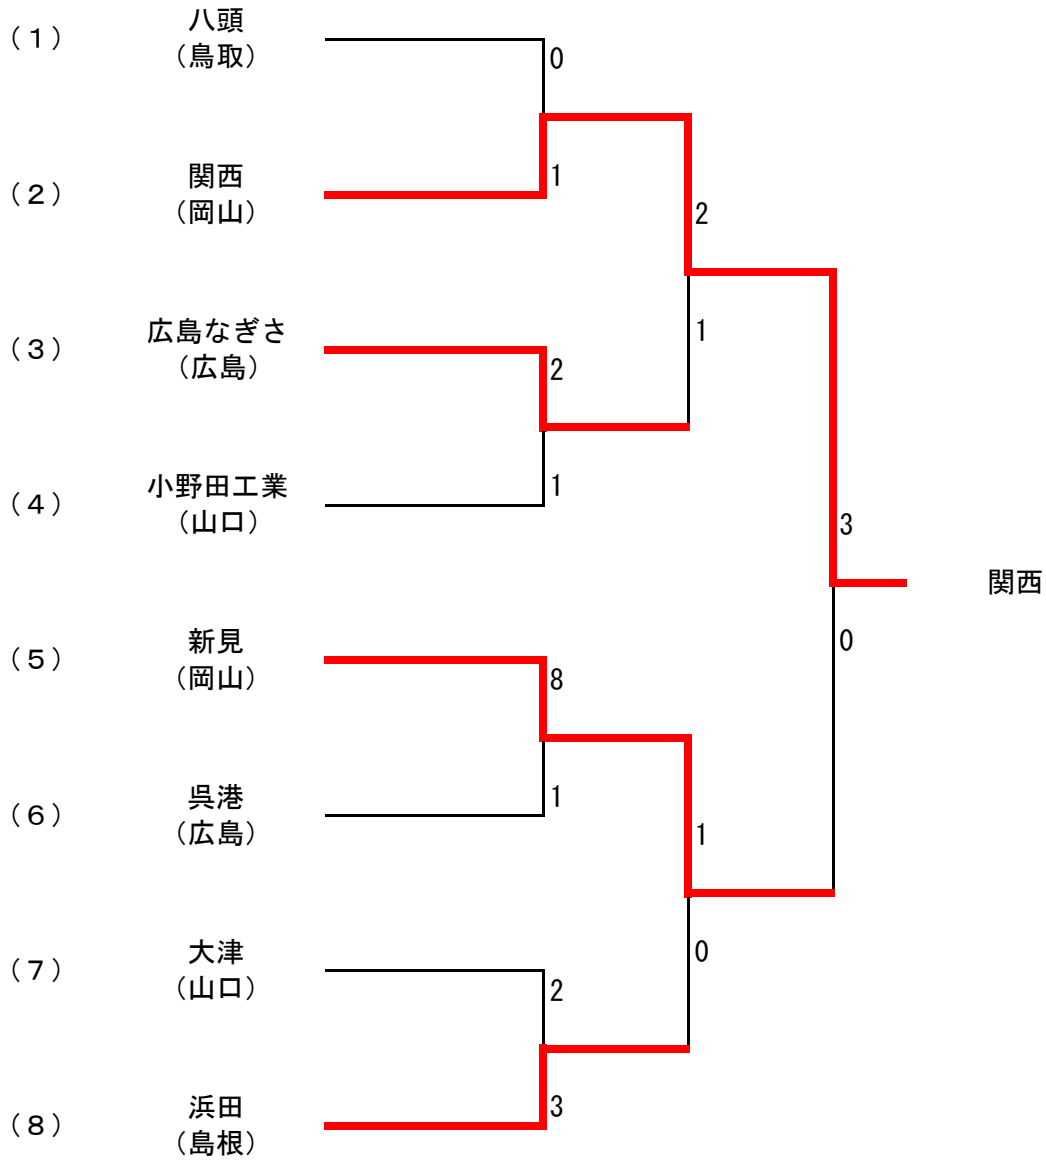 八頭
（１）
（鳥取）
0
関西
1
（２）
（岡山）
2
広島なぎさ
1
（３）
（広島）
2
小野田工業
1
（４）
（山口）
3
関西
新見
0
（５）
（岡山）
8
呉港
1
（６）
（広島）
1
大津
0
（７）
（山口）
2
浜田
3
（８）
（島根）